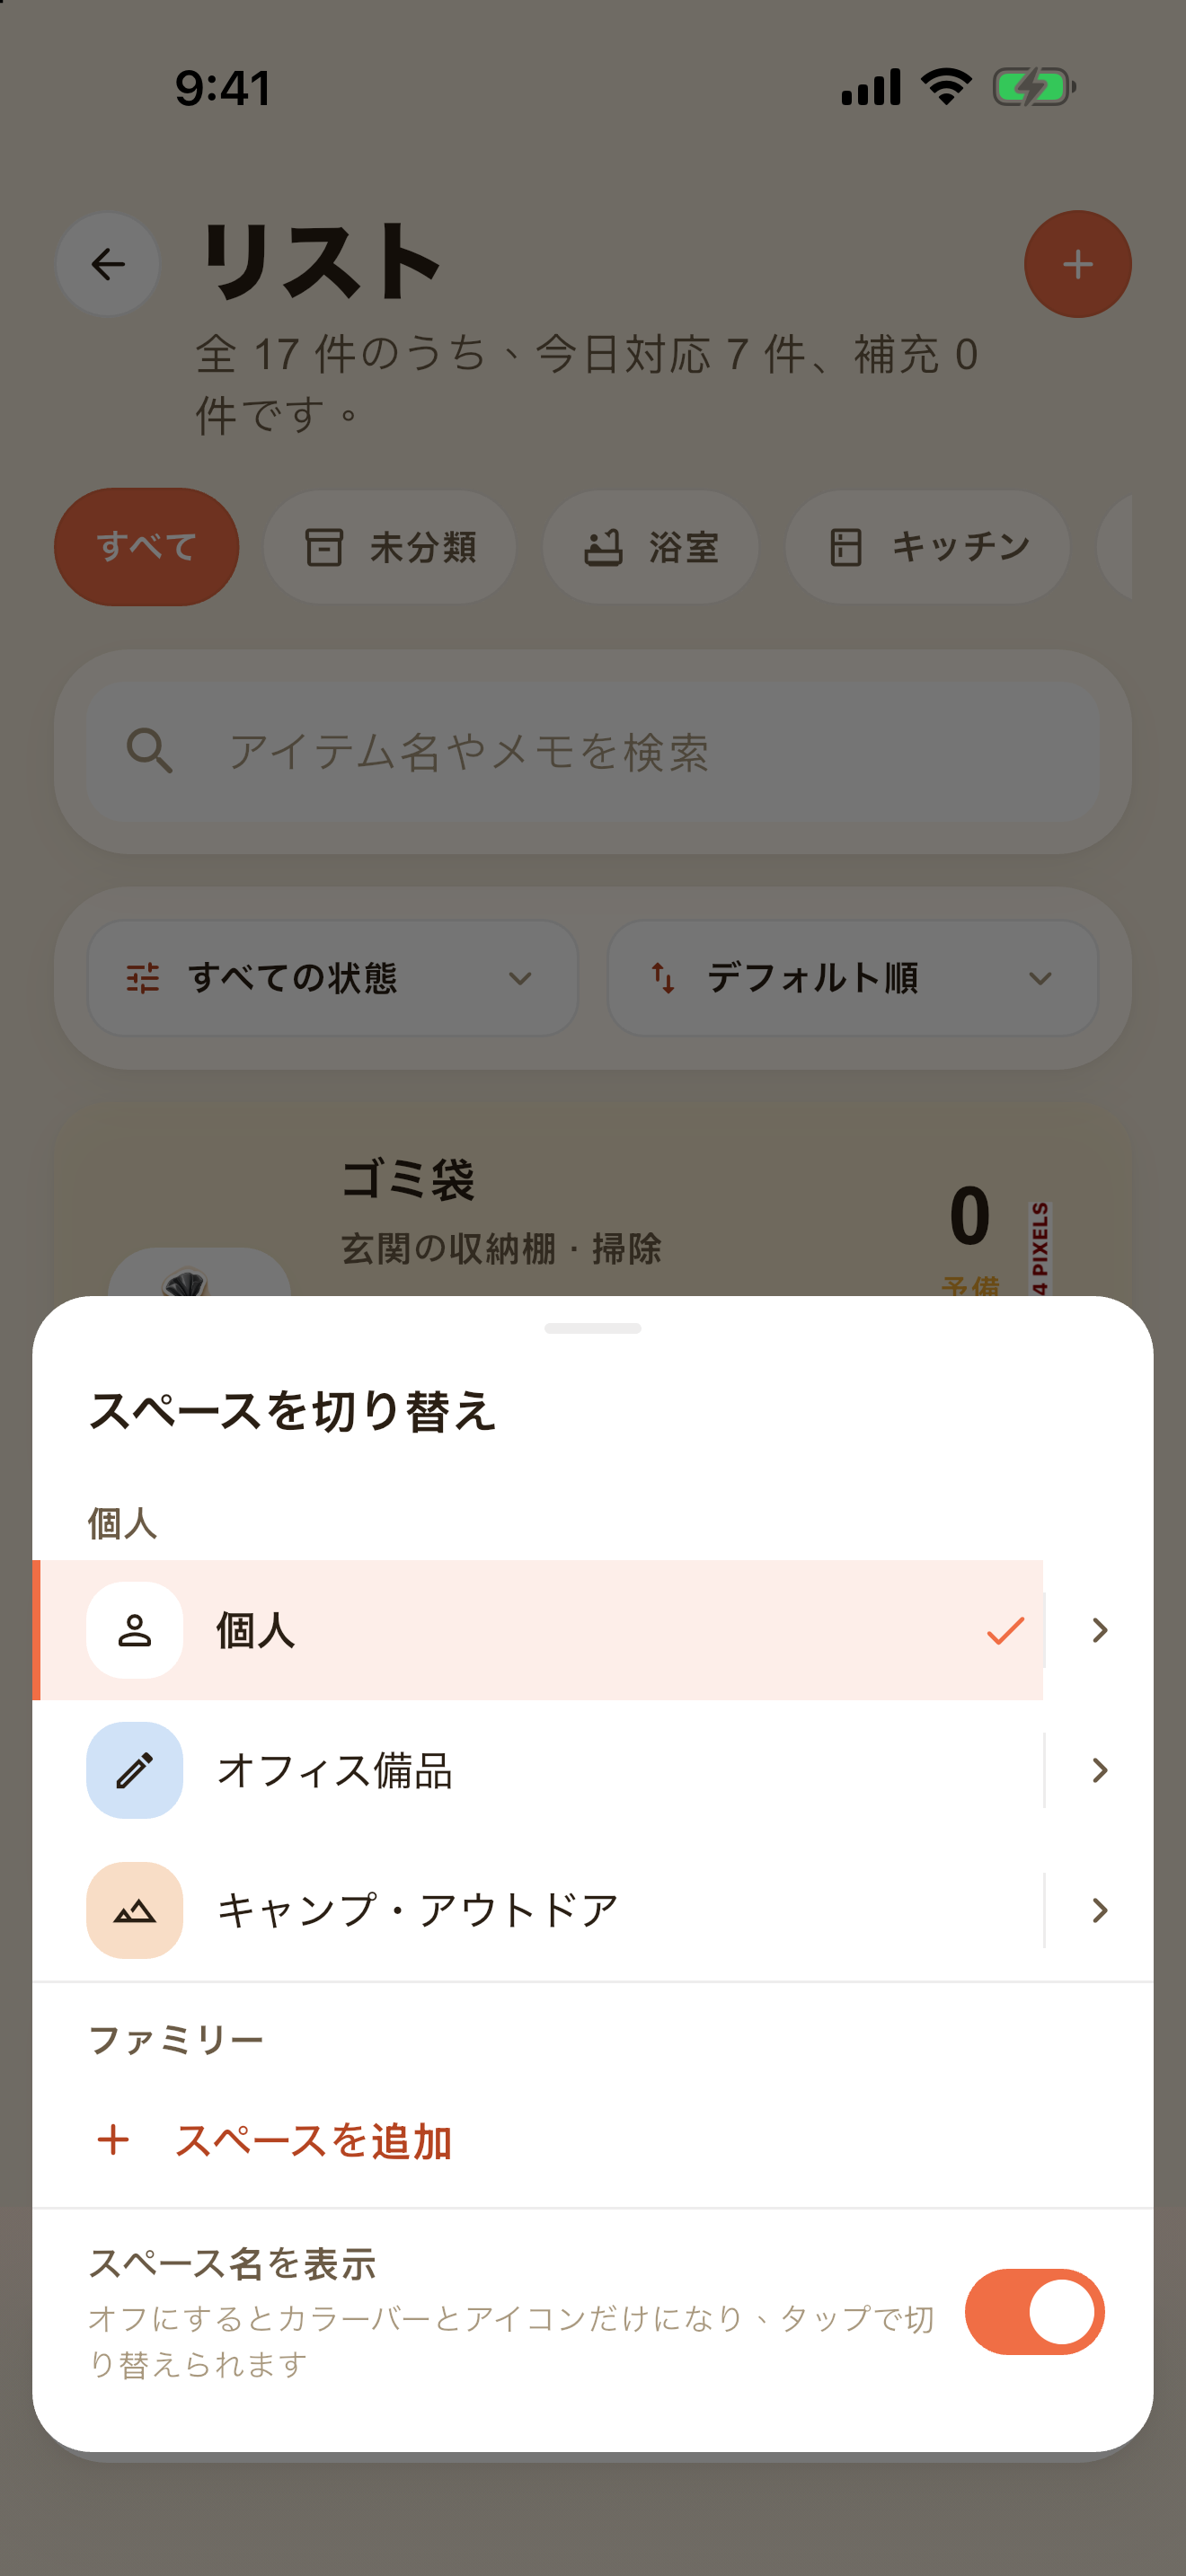 9:41
リスト
全 17 件のうち、今日対応 7 件、補充 0
件です。
すべて
未分類
浴室
キッチン
アイテム名やメモを検索
すべての状態
デフォルト順
ゴミ袋
玄関の収納棚 · 掃除
0
予備
4 PIXELS
スペースを切り替え
個人
個人
オフィス備品
キャンプ・アウトドア
ファミリー
スペースを追加
スペース名を表示
オフにするとカラーバーとアイコンだけになり、タップで切
り替えられます